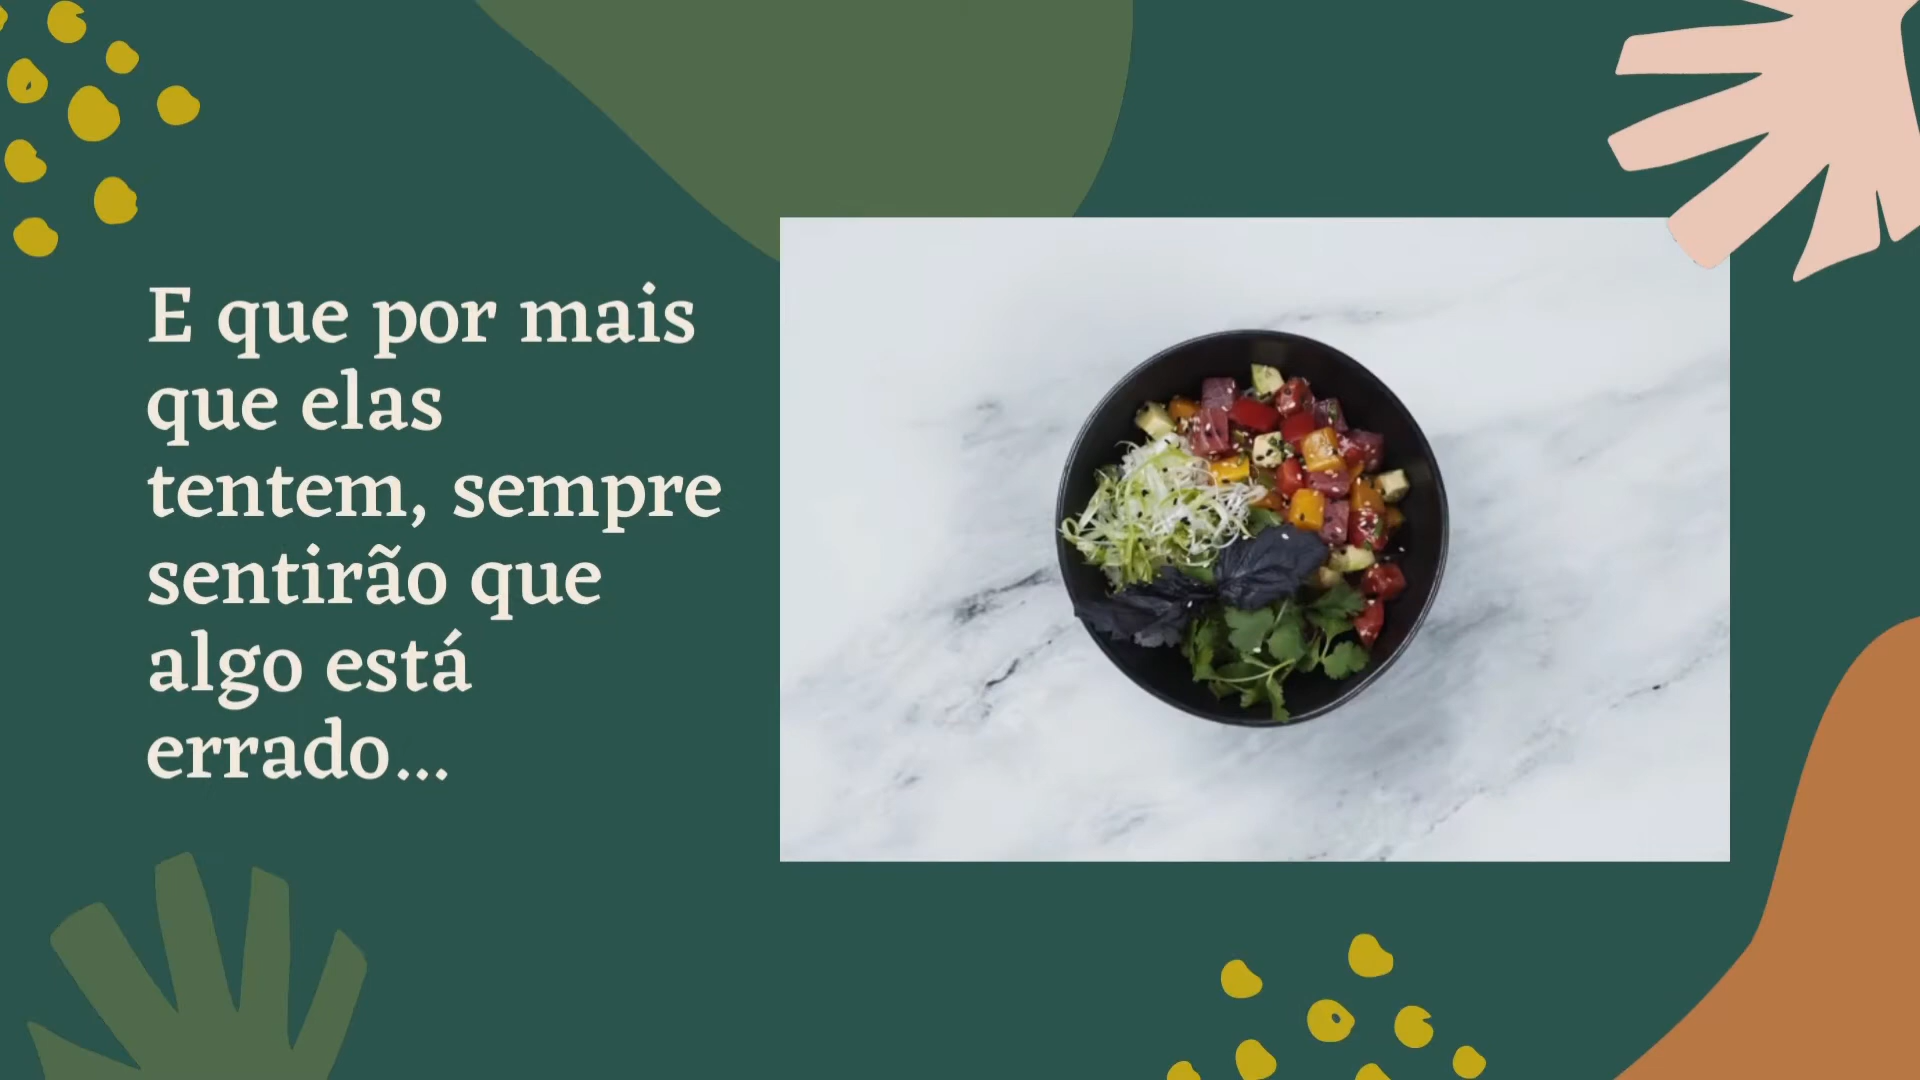 E que por mais
que elas
tentem, sempre
sentirão que
algo está
errado...